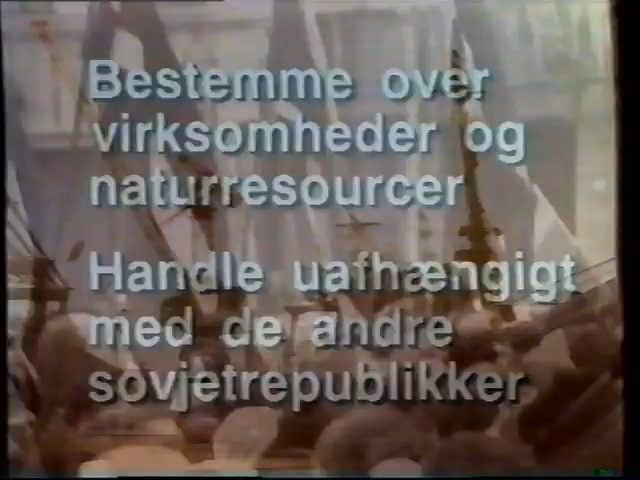 Bestemme over
virksomheder og
naturresourcer
Handle uafhængigt
med de andre
sovjetrepublikker